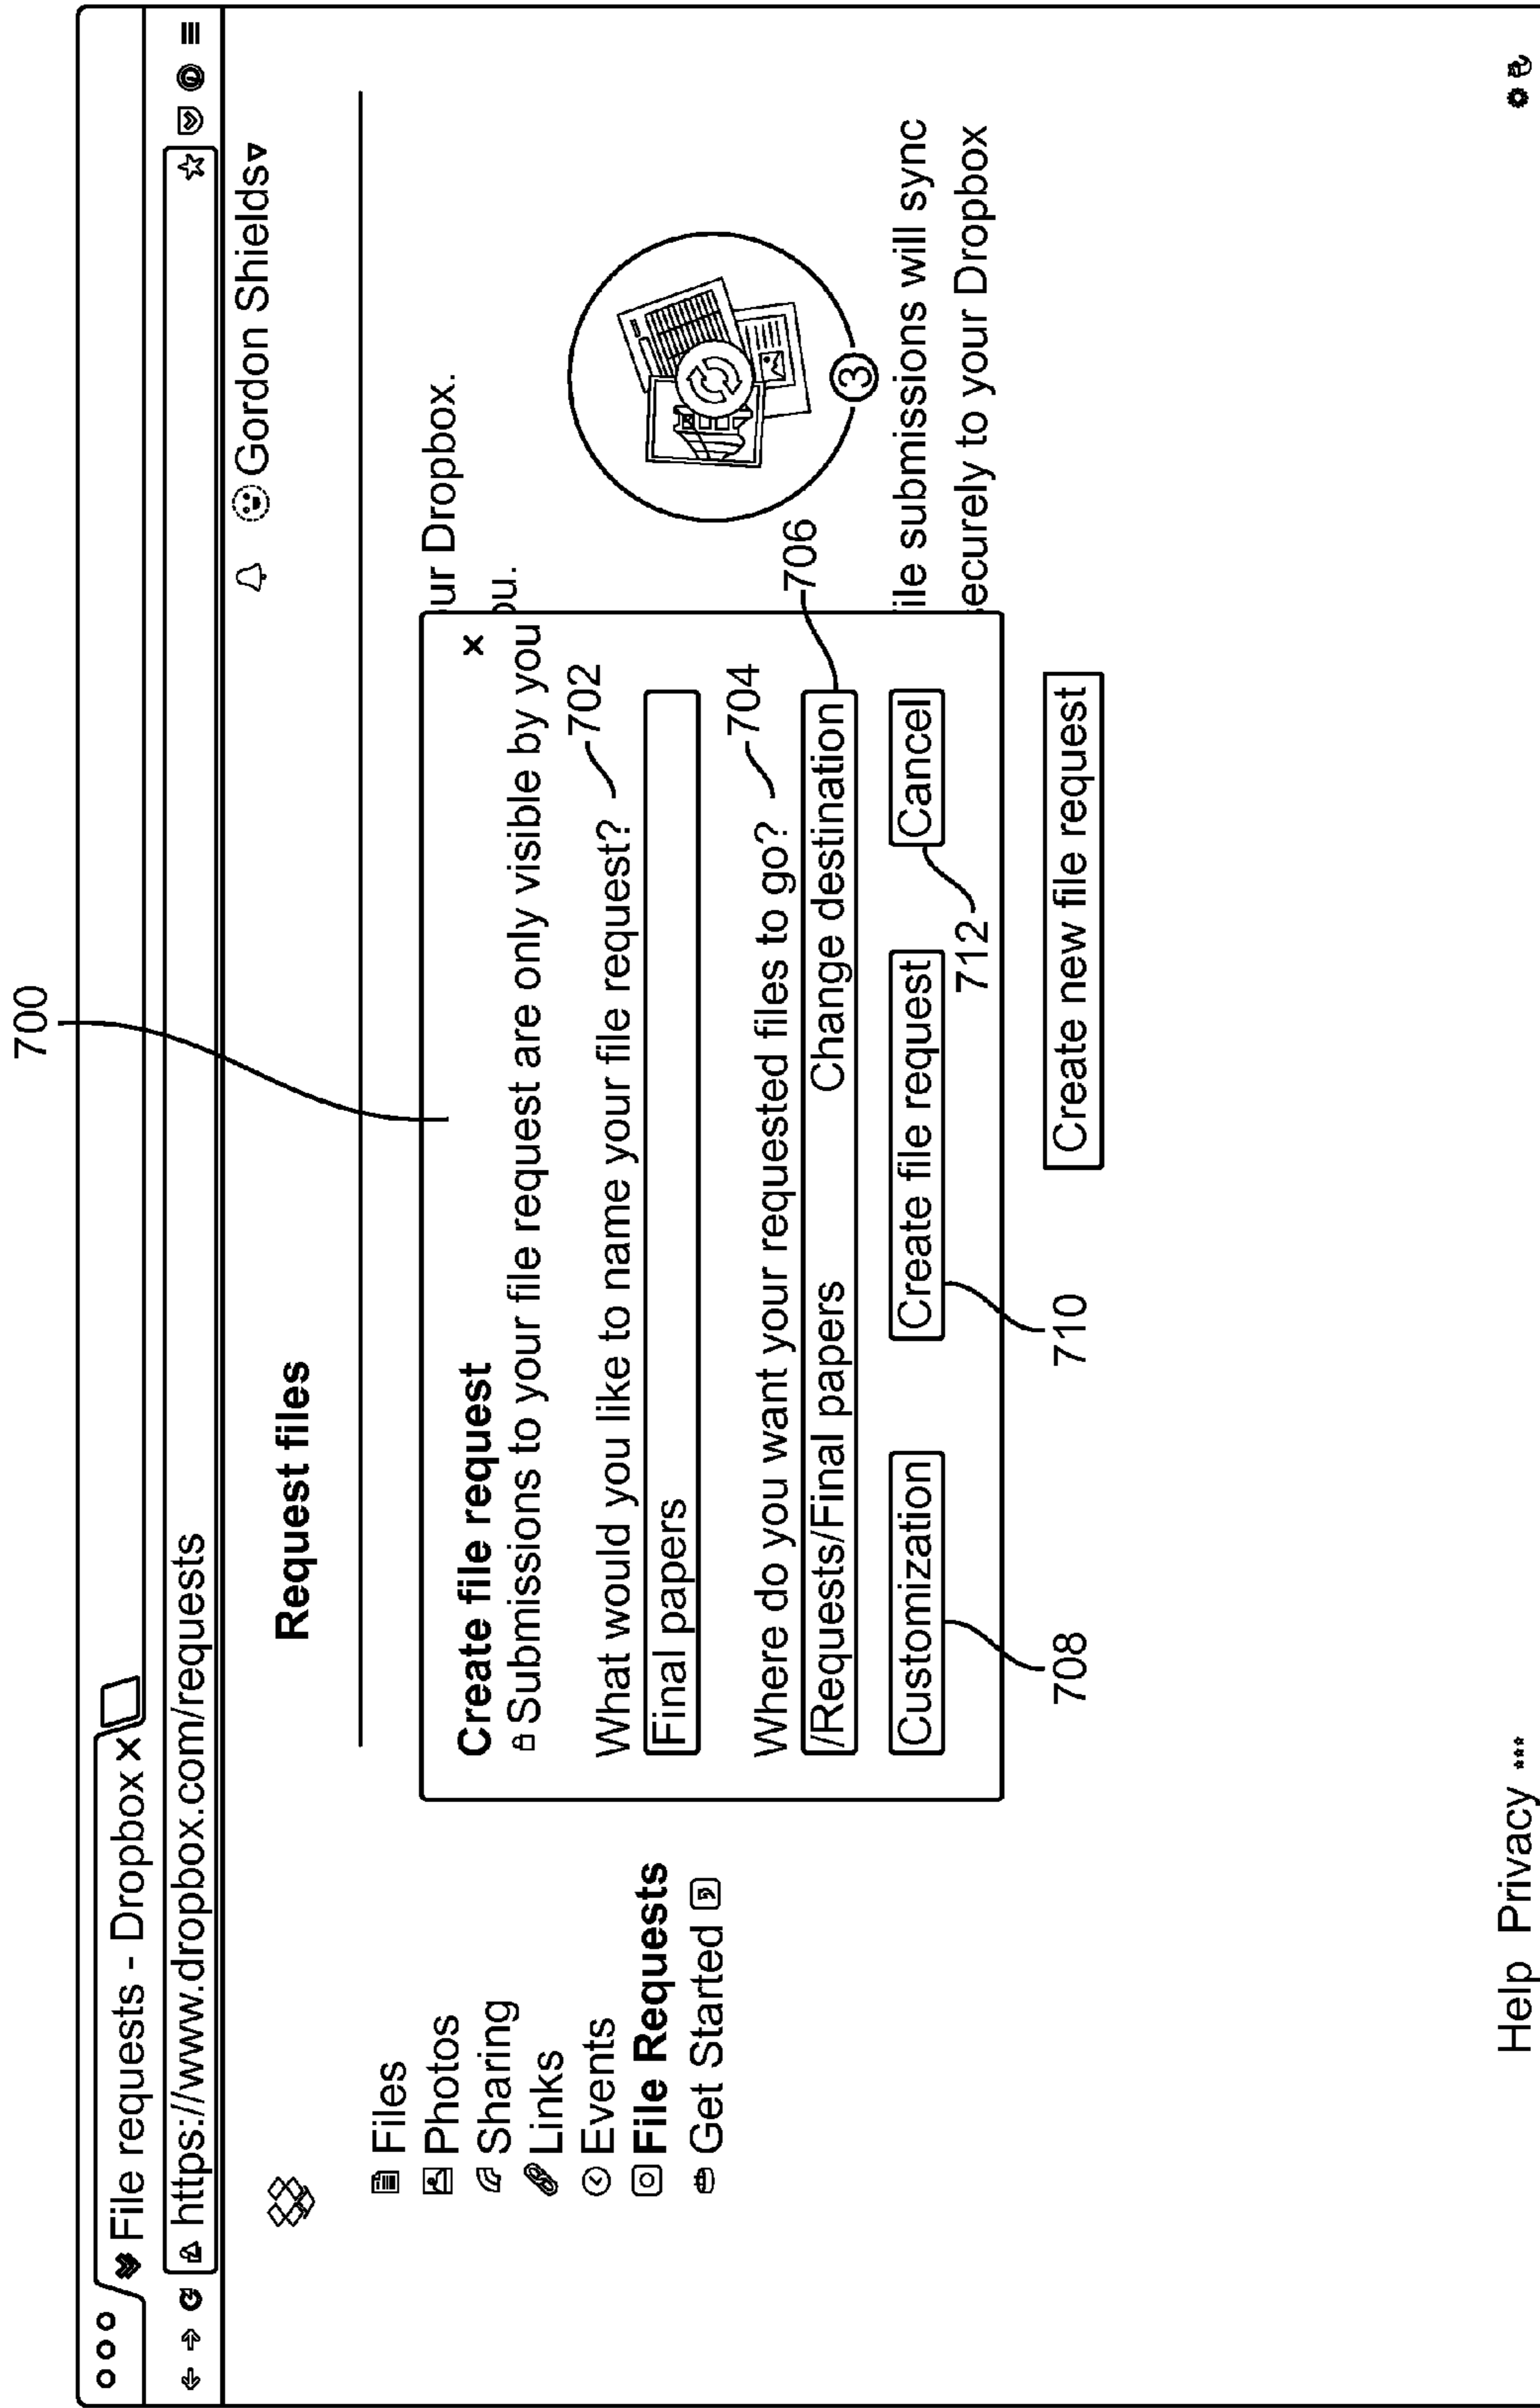 700
File requests - Dropbox X
https://www.dropbox.com/requests
Gordon Shields
Request files
Files
Photos
Sharing
Links
Events
File Requests
Get Started
ur Dropbox.
ou.
Create file request
x
Submissions to your file request are only visible by you
What would you like to name your file request? 702
Final papers
Where do you want your requested files to go? 704
/Requests/Final papers Change destination
706
Customization Create file request Cancel
708 710 712
3
ile submissions will sync
ecurely to your Dropbox
Create new file request
Help Privacy